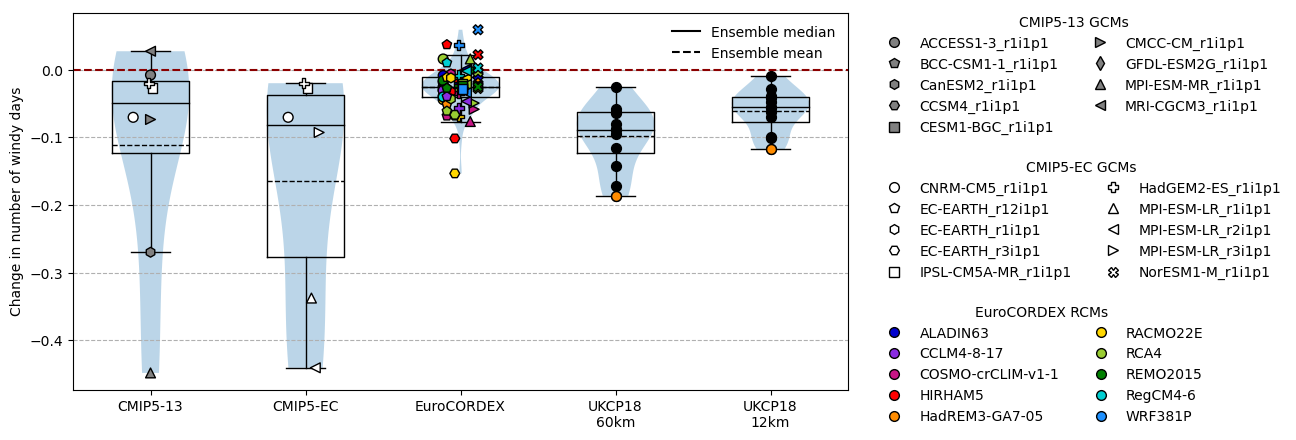 Change in number of windy days
0.0
−0.1
−0.2
−0.3
−0.4
CMIP5-13
CMIP5-EC
EuroCORDEX
UKCP18
60km
UKCP18
12km
Ensemble median
Ensemble mean
CMIP5-13 GCMs
ACCESS1-3_r1i1p1
BCC-CSM1-1_r1i1p1
CanESM2_r1i1p1
CCSM4_r1i1p1
CESM1-BGC_r1i1p1
CMCC-CM_r1i1p1
GFDL-ESM2G_r1i1p1
MPI-ESM-MR_r1i1p1
MRI-CGCM3_r1i1p1
CMIP5-EC GCMs
CNRM-CM5_r1i1p1
EC-EARTH_r12i1p1
EC-EARTH_r1i1p1
EC-EARTH_r3i1p1
IPSL-CM5A-MR_r1i1p1
HadGEM2-ES_r1i1p1
MPI-ESM-LR_r1i1p1
MPI-ESM-LR_r2i1p1
MPI-ESM-LR_r3i1p1
NorESM1-M_r1i1p1
EuroCORDEX RCMs
ALADIN63
CCLM4-8-17
COSMO-crCLIM-v1-1
HIRHAM5
HadREM3-GA7-05
RACMO22E
RCA4
REMO2015
RegCM4-6
WRF381P